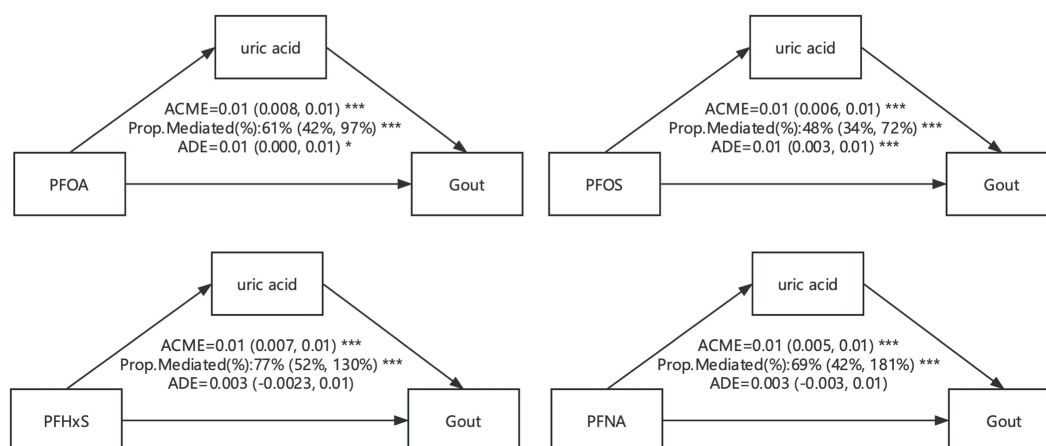 uric acid
ACME=0.01 (0.008, 0.01) ***
Prop.Mediated(%):61% (42%, 97%) ***
ADE=0.01 (0.000, 0.01) *
PFOA
Gout
uric acid
ACME=0.01 (0.006, 0.01) ***
Prop.Mediated(%):48% (34%, 72%) ***
ADE=0.01 (0.003, 0.01) ***
PFOS
Gout
uric acid
ACME=0.01 (0.007, 0.01) ***
Prop.Mediated(%):77% (52%, 130%) ***
ADE=0.003 (-0.0023, 0.01)
PFHxS
Gout
uric acid
ACME=0.01 (0.005, 0.01) ***
Prop.Mediated(%):69% (42%, 181%) ***
ADE=0.003 (-0.003, 0.01)
PFNA
Gout